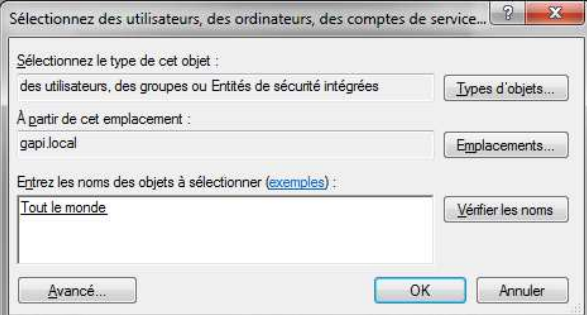 Sélectionnez des utilisateurs, des ordinateurs, des comptes de service...
Sélectionnez le type de cet objet :
des utilisateurs, des groupes ou Entités de sécurité intégrées
Types d'objets...
À partir de cet emplacement :
gapi.local
Emplacements...
Entrez les noms des objets à sélectionner (exemples) :
Tout le monde
Vérifier les noms
Avancé...
OK
Annuler